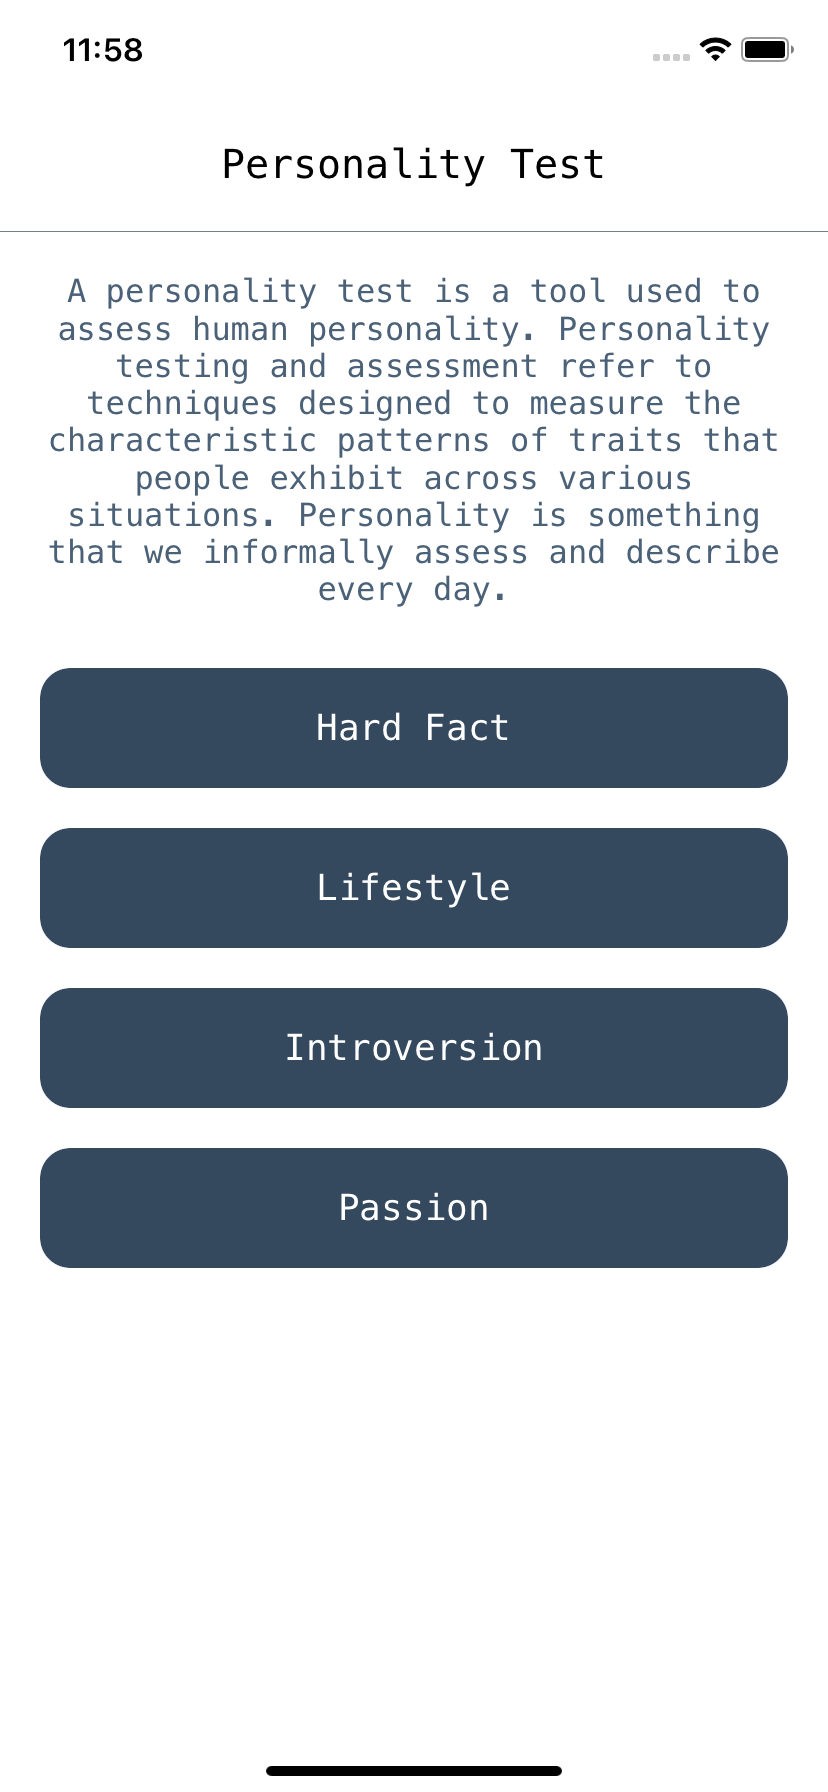 11:58
Personality Test
A personality test is a tool used to
assess human personality. Personality
testing and assessment refer to
techniques designed to measure the
characteristic patterns of traits that
people exhibit across various
situations. Personality is something
that we informally assess and describe
every day.
Hard Fact
Lifestyle
Introversion
Passion